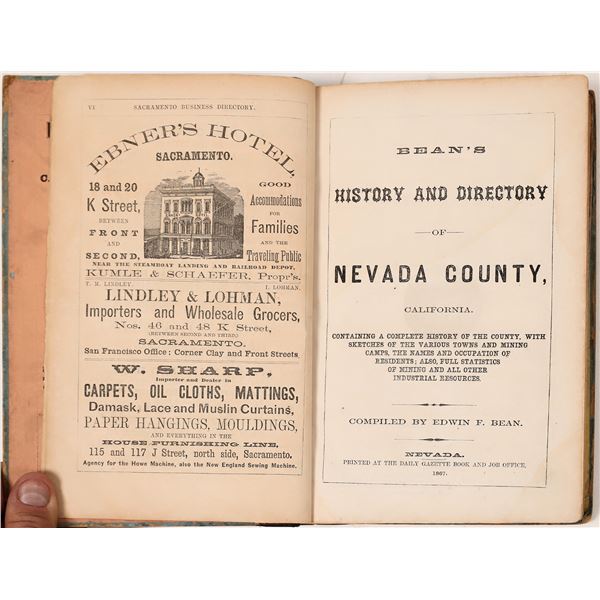 VI SACRAMENTO BUSINESS DIRECTORY.
EBNER'S HOTEL,
SACRAMENTO.
18 and 20
K Street,
BETWEEN
FRONT
AND
SECOND,
GOOD
Accommodations
FOR
Families
AND THE
Traveling Public
NEAR THE STEAMBOAT LANDING AND RAILROAD DEPOT,
KUMLE & SCHAEFER, Propr's.
T. M. LINDLEY. L. LOHMAN.
LINDLEY & LOHMAN,
Importers and Wholesale Grocers,
Nos. 46 and 48 K Street,
(BETWEEN SECOND AND THIRD,)
SACRAMENTO.
San Francisco Office: Corner Clay and Front Streets
W. SHARP,
Importer and Dealer in
CARPETS, OIL CLOTHS, MATTINGS,
Damask, Lace and Muslin Curtains,
PAPER HANGINGS, MOULDINGS,
AND EVERYTHING IN THE
HOUSE-FURNISHING LINE,
115 and 117 J Street, north side, Sacramento.
Agency for the Howe Machine, also the New England Sewing Machine.
BEAN'S
HISTORY AND DIRECTORY
OF
NEVADA COUNTY,
CALIFORNIA.
CONTAINING A COMPLETE HISTORY OF THE COUNTY, WITH
SKETCHES OF THE VARIOUS TOWNS AND MINING
CAMPS, THE NAMES AND OCCUPATION OF
RESIDENTS; ALSO, FULL STATISTICS
OF MINING AND ALL OTHER
INDUSTRIAL RESOURCES.
COMPILED BY EDWIN F. BEAN.
NEVADA.
PRINTED AT THE DAILY GAZETTE BOOK AND JOB OFFICE,
1867.